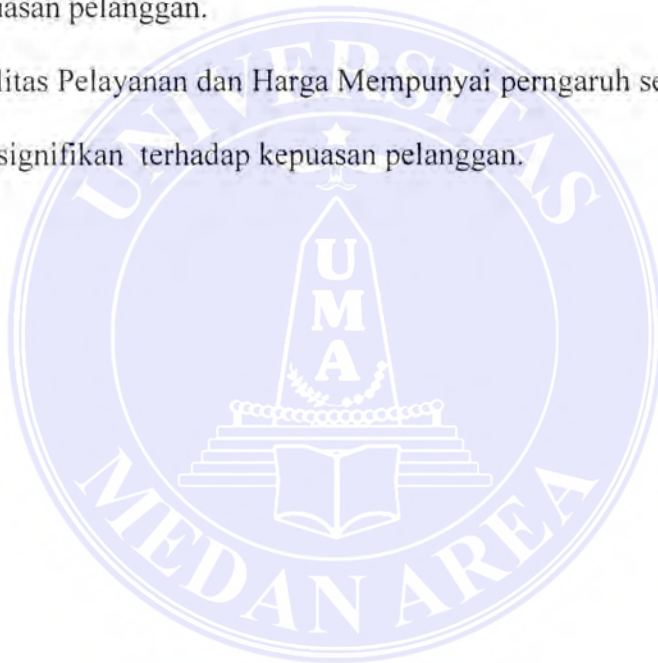 uasan pelanggan.
litas Pelayanan dan Harga Mempunyai perngaruh se
signifikan terhadap kepuasan pelanggan.
UNIVERSITAS
U
M
A
MEDAN AREA